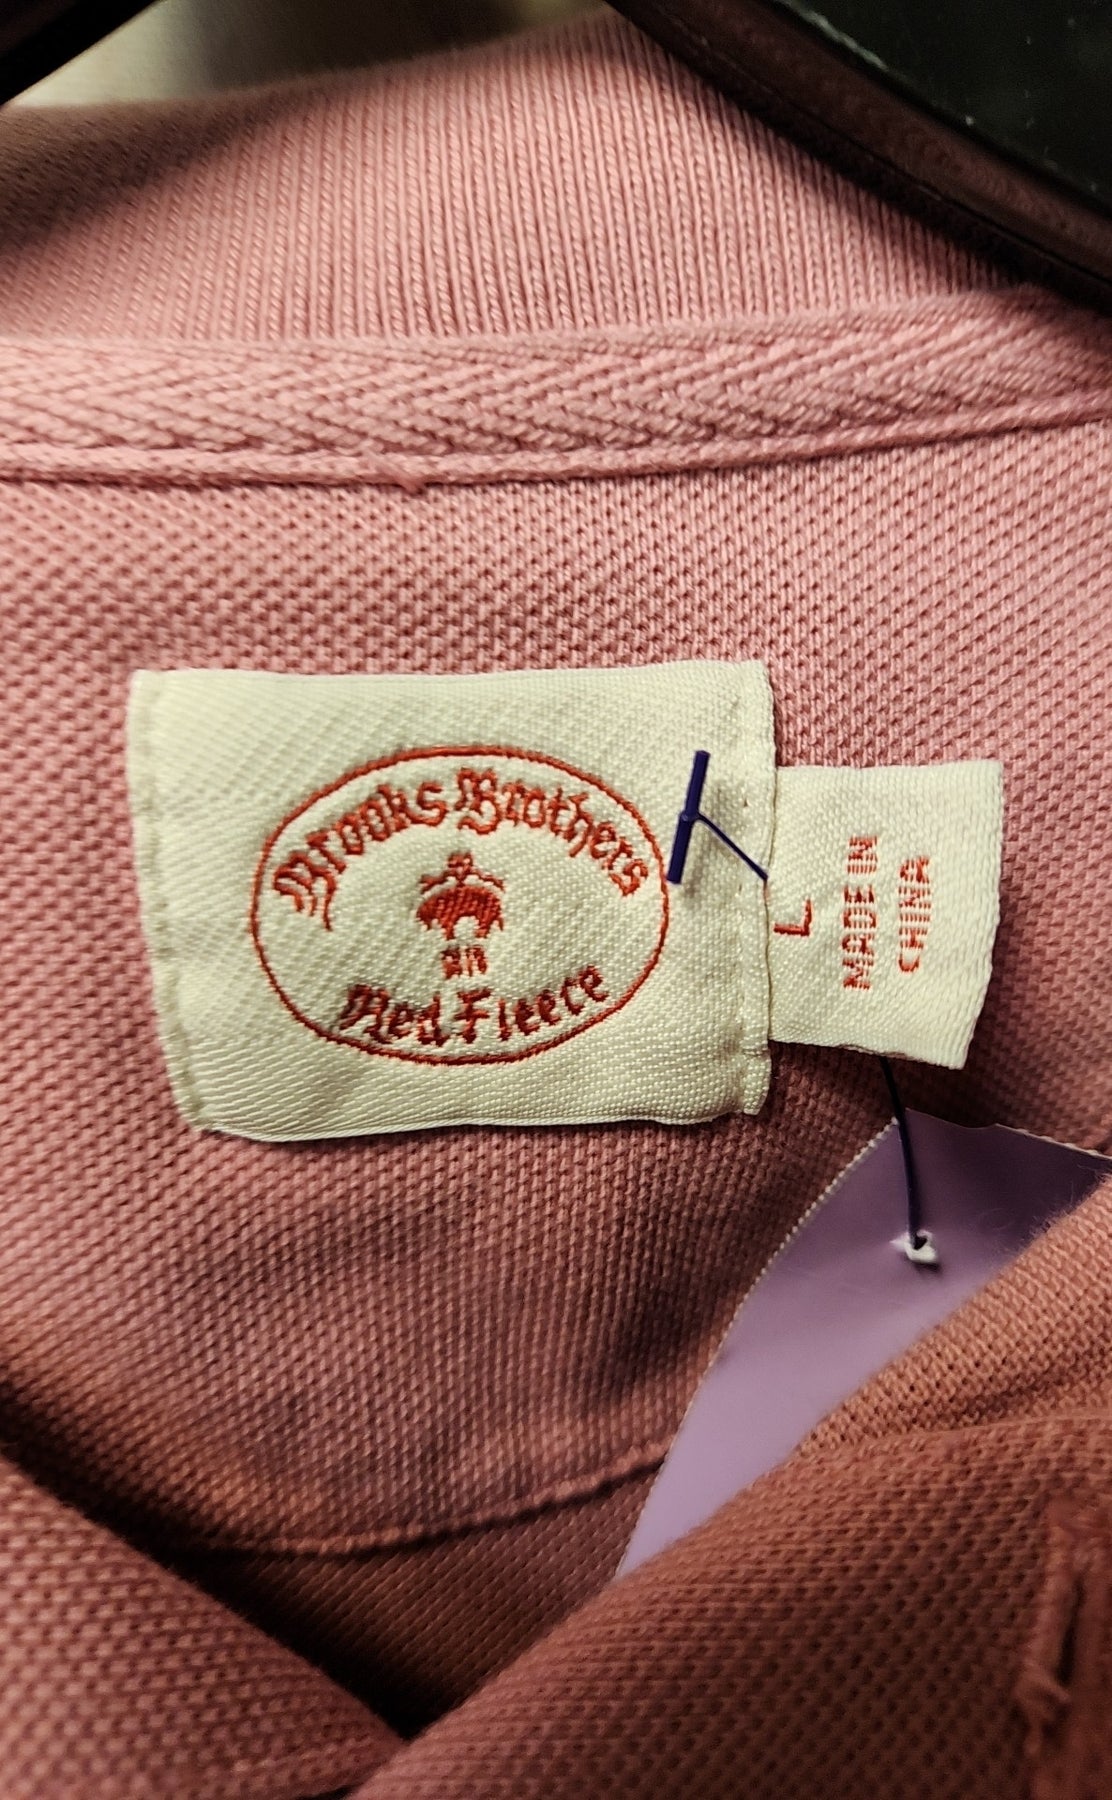 Brooks Brothers
Red Fleece
L
MADE IN
CHINA